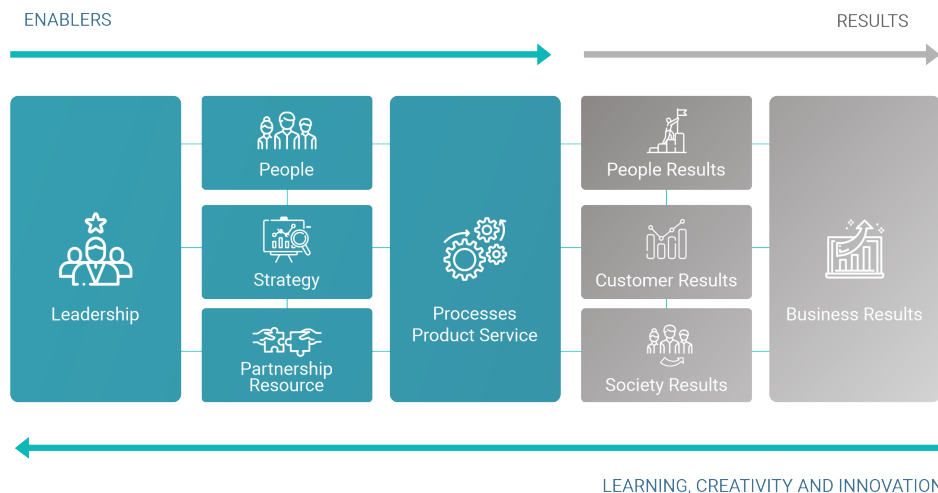 ENABLERS
RESULTS
Leadership
People
Strategy
Partnership
Resource
Processes
Product Service
People Results
Customer Results
Society Results
Business Results
LEARNING, CREATIVITY AND INNOVATION